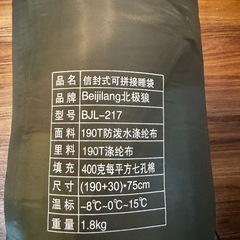 品名 信封式可拼接睡袋
品牌 Beijilang北极狼
型号 BJL-217
面料 190T防泼水涤纶布
里料 190T涤纶布
填充 400克每平方七孔棉
尺寸 (190+30)*75cm
温标 -8℃~0℃~15℃
重量 1.8kg